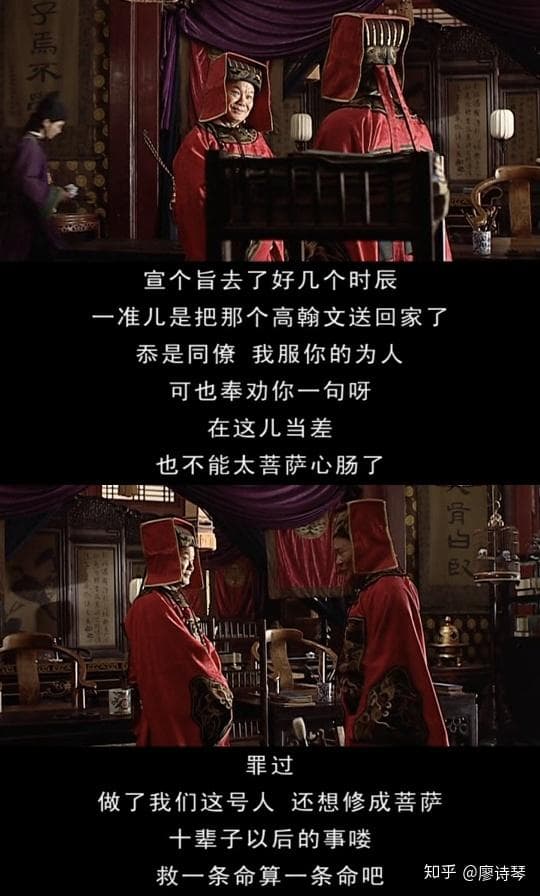 宣个旨去了好几个时辰
一准儿是把那个高翰文送回家了
忝是同僚 我服你的为人
可也奉劝你一句呀
在这儿当差
也不能太菩萨心肠了
罪过
做了我们这号人 还想修成菩萨
十辈子以后的事喽
救一条命算一条命吧
知乎 @廖诗琴